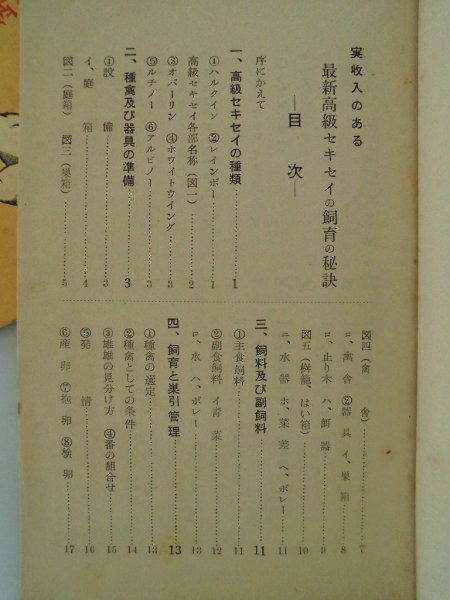 実収入のある
最新高級セキセイの飼育の秘訣
―目次―
序にかえて
一、高級セキセイの種類……1
①ハルクイン ②レインボー……1
高級セキセイ各部名称(図一)……2
③オパーリン ④ホワイトウイング……3
⑤ルチノー ⑥アルビノー……3
二、種禽及び器具の準備……3
①設備……3
イ、庭箱……4
図二(庭箱) 図三(巣箱)……5
図四(禽舎)……7
ロ、禽舎 ②器具 イ、巣箱……8
ロ、止り木 ハ、餌器……9
図五(餌籠、はい箱)……10
ニ、水器 ホ、菜差 ヘ、ボレー……11
三、飼料及び副飼料……11
①主食飼料……11
②副食飼料 イ青菜……12
ロ、水 ハ、ボレー……13
四、飼育と巣引管理……13
①種禽の選定……13
②種禽としての条件……14
③雌雄の見分け方 ④番の組合せ……15
⑤発情……16
⑥産卵 ⑦抱卵 ⑧検卵……17